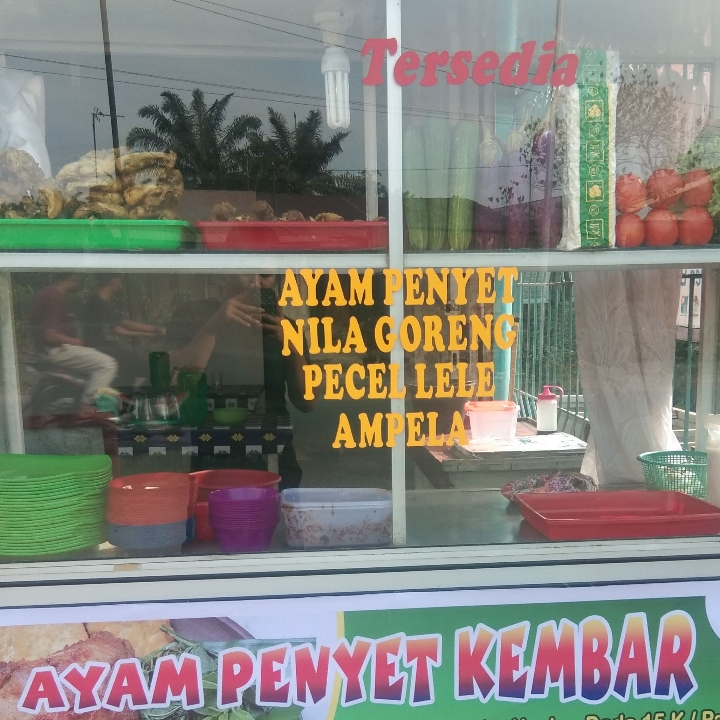 Tersedia
AYAM PENYET
NILA GORENG
PECEL LELE
AMPELA
AYAM PENYET KEMBAR